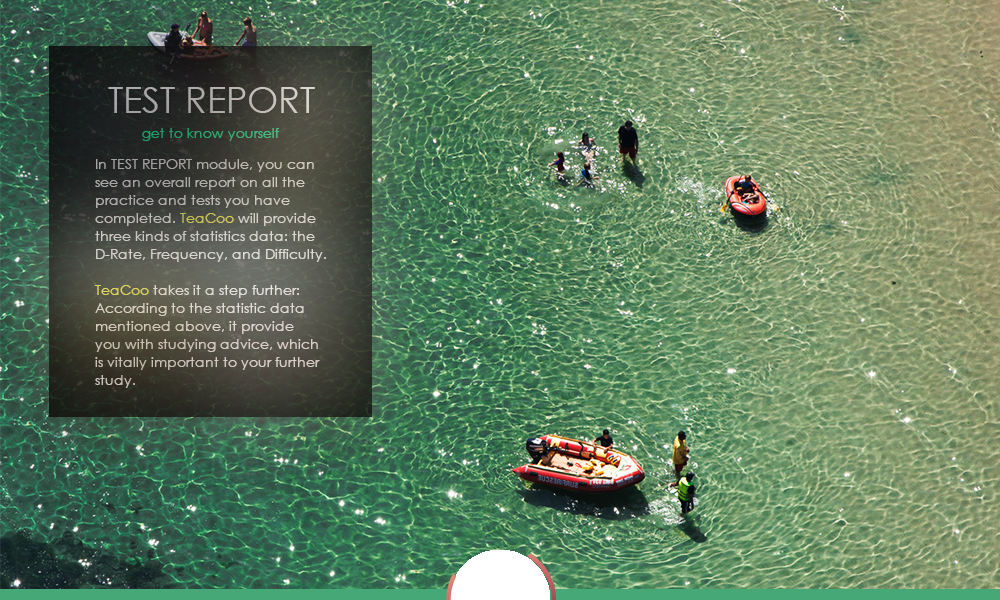 TEST REPORT
get to know yourself
In TEST REPORT module, you can
see an overall report on all the
practice and tests you have
completed. TeaCoo will provide
three kinds of statistics data: the
D-Rate, Frequency, and Difficulty.
TeaCoo takes it a step further:
According to the statistic data
mentioned above, it provide
you with studying advice, which
is vitally important to your further
study.